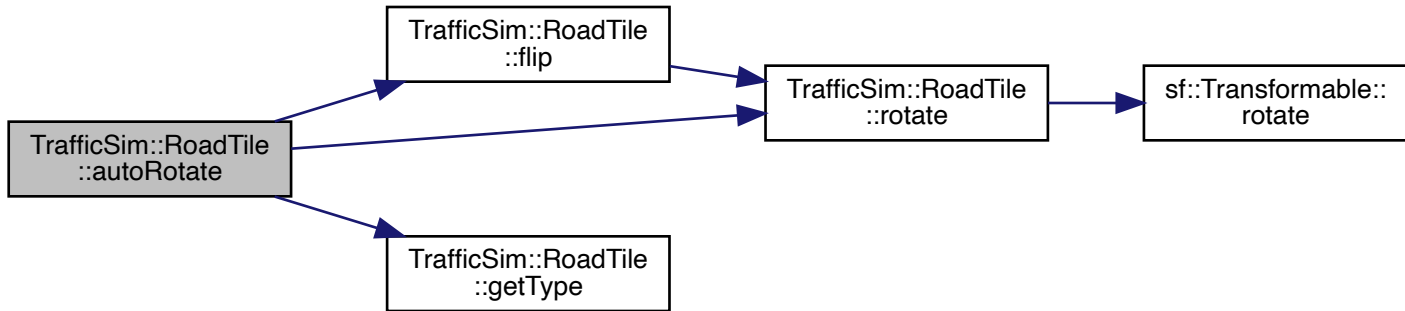 TrafficSim::RoadTile
::flip
TrafficSim::RoadTile
::rotate
sf::Transformable::
rotate
TrafficSim::RoadTile
::autoRotate
TrafficSim::RoadTile
::getType